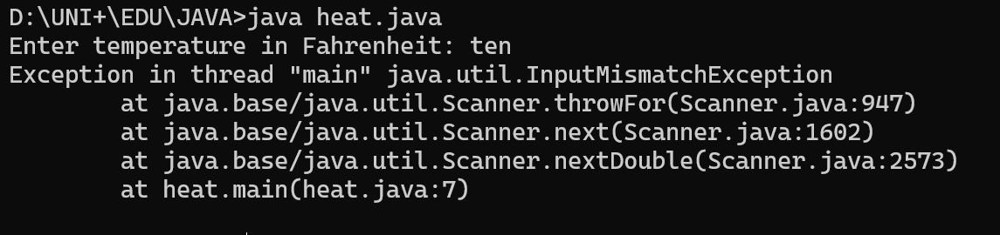 D:\UNI+\EDU\JAVA>java heat.java
Enter temperature in Fahrenheit: ten
Exception in thread "main" java.util.InputMismatchException
        at java.base/java.util.Scanner.throwFor(Scanner.java:947)
        at java.base/java.util.Scanner.next(Scanner.java:1602)
        at java.base/java.util.Scanner.nextDouble(Scanner.java:2573)
        at heat.main(heat.java:7)